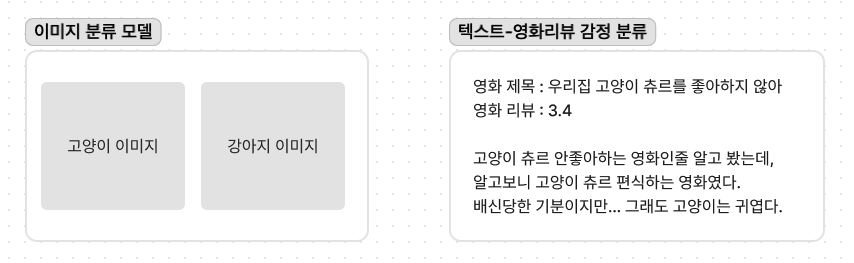 이미지 분류 모델
고양이 이미지
강아지 이미지
텍스트-영화리뷰 감정 분류
영화 제목 : 우리집 고양이 츄르를 좋아하지 않아
영화 리뷰 : 3.4
고양이 츄르 안좋아하는 영화인줄 알고 봤는데,
알고보니 고양이 츄르 편식하는 영화였다.
배신당한 기분이지만... 그래도 고양이는 귀엽다.